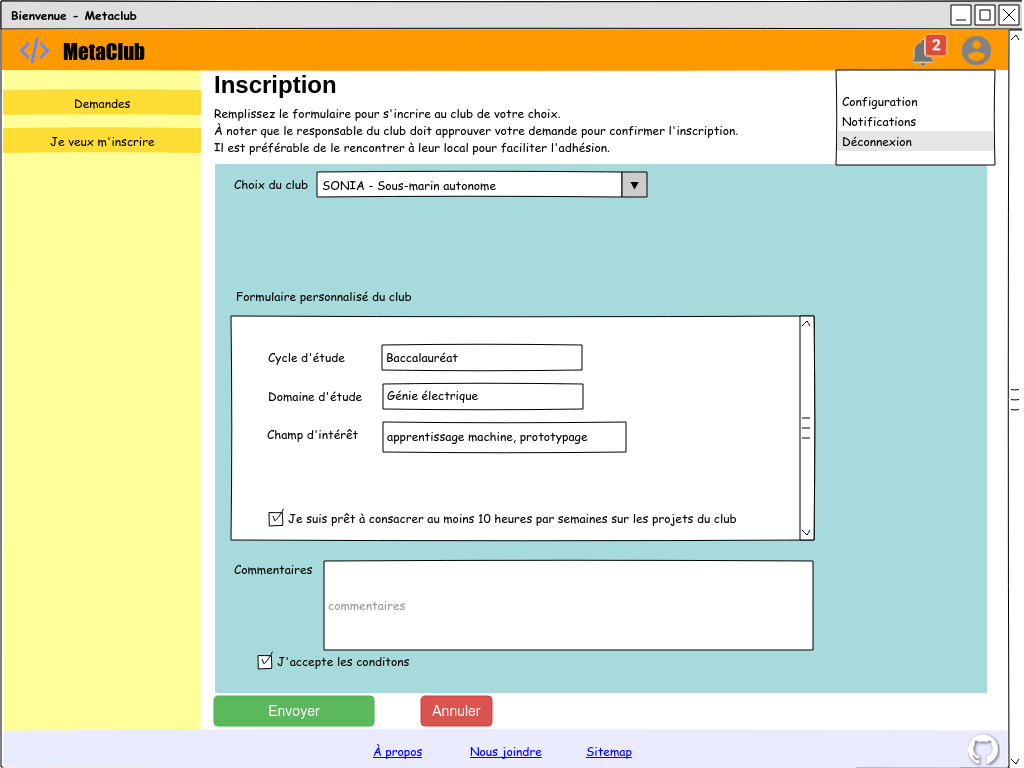 Bienvenue - Metaclub
</> MetaClub
2
Configuration
Notifications
Déconnexion
Demandes
Je veux m'inscrire
Inscription
Remplissez le formulaire pour s'incrire au club de votre choix.
À noter que le responsable du club doit approuver votre demande pour confirmer l'inscription.
Il est préférable de le rencontrer à leur local pour faciliter l'adhésion.
Choix du club SONIA - Sous-marin autonome
Formulaire personnalisé du club
Cycle d'étude Baccalauréat
Domaine d'étude Génie électrique
Champ d'intérêt apprentissage machine, prototypage
Je suis prêt à consacrer au moins 10 heures par semaines sur les projets du club
Commentaires commentaires
J'accepte les conditons
Envoyer Annuler
À propos Nous joindre Sitemap